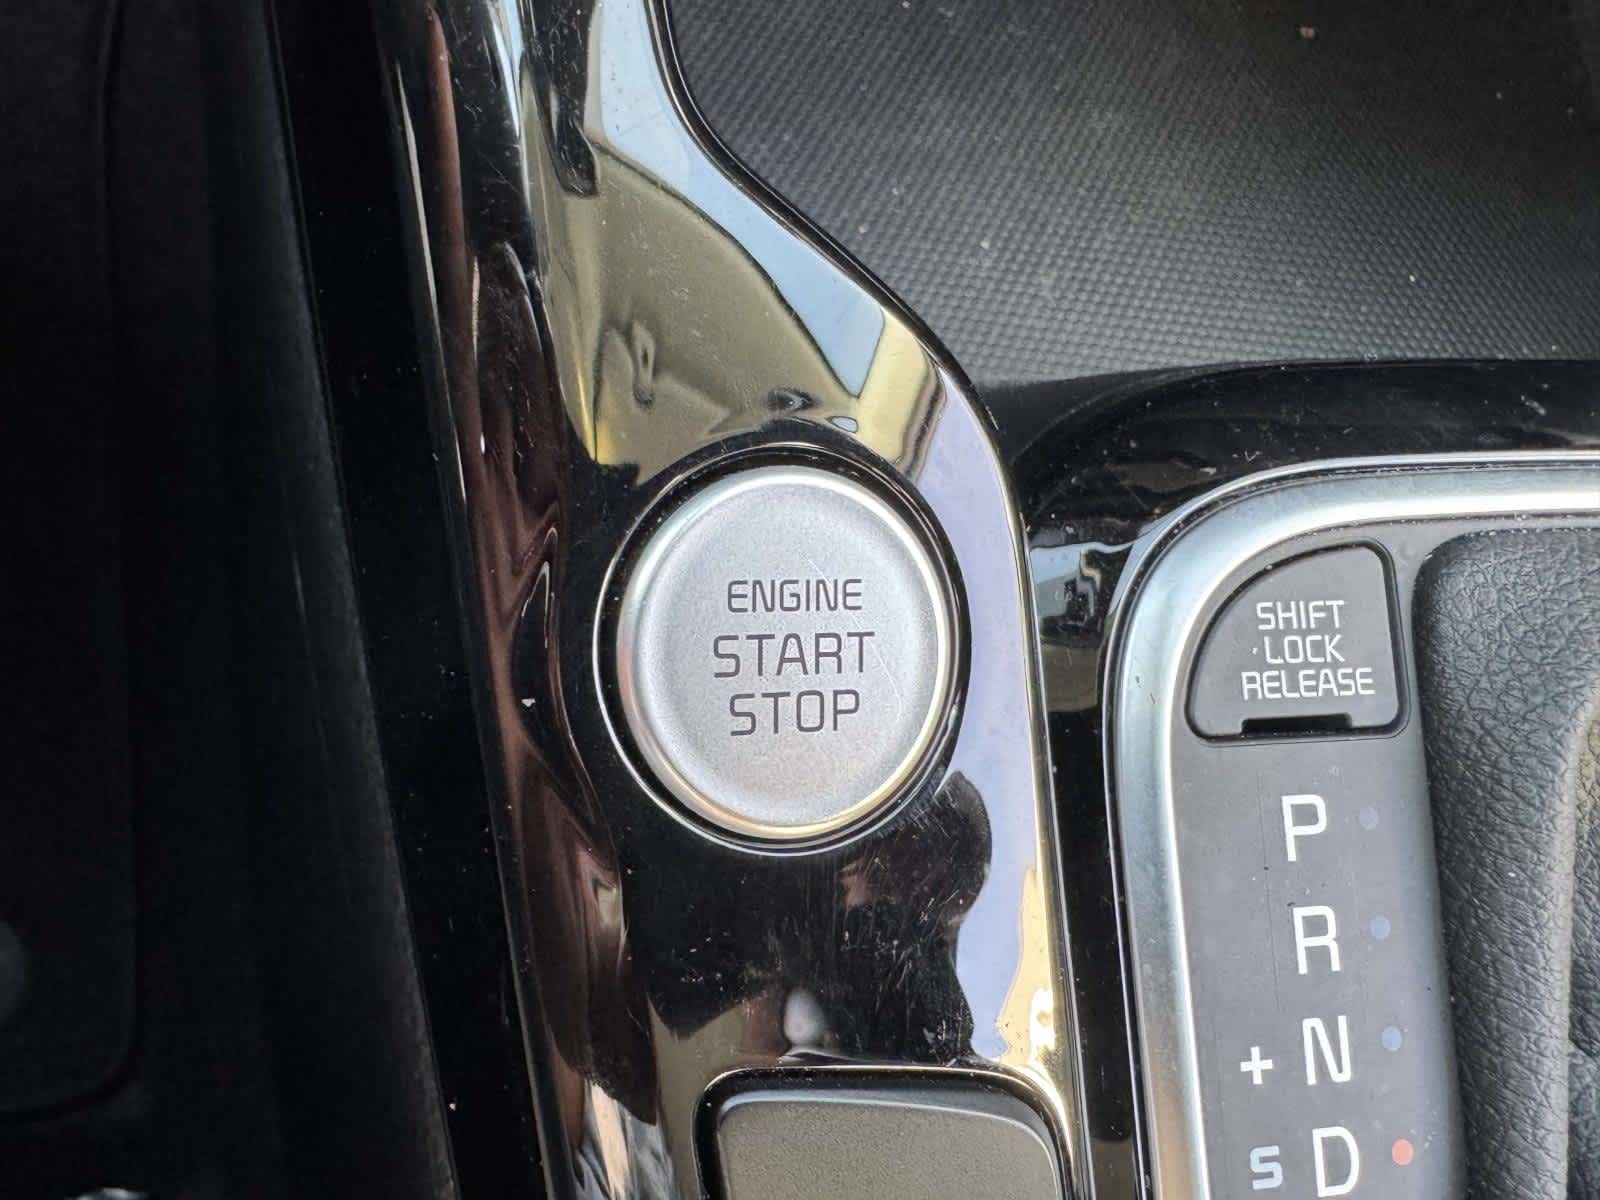 ENGINE
START
STOP
SHIFT
LOCK
RELEASE
P
R
+ N
S D